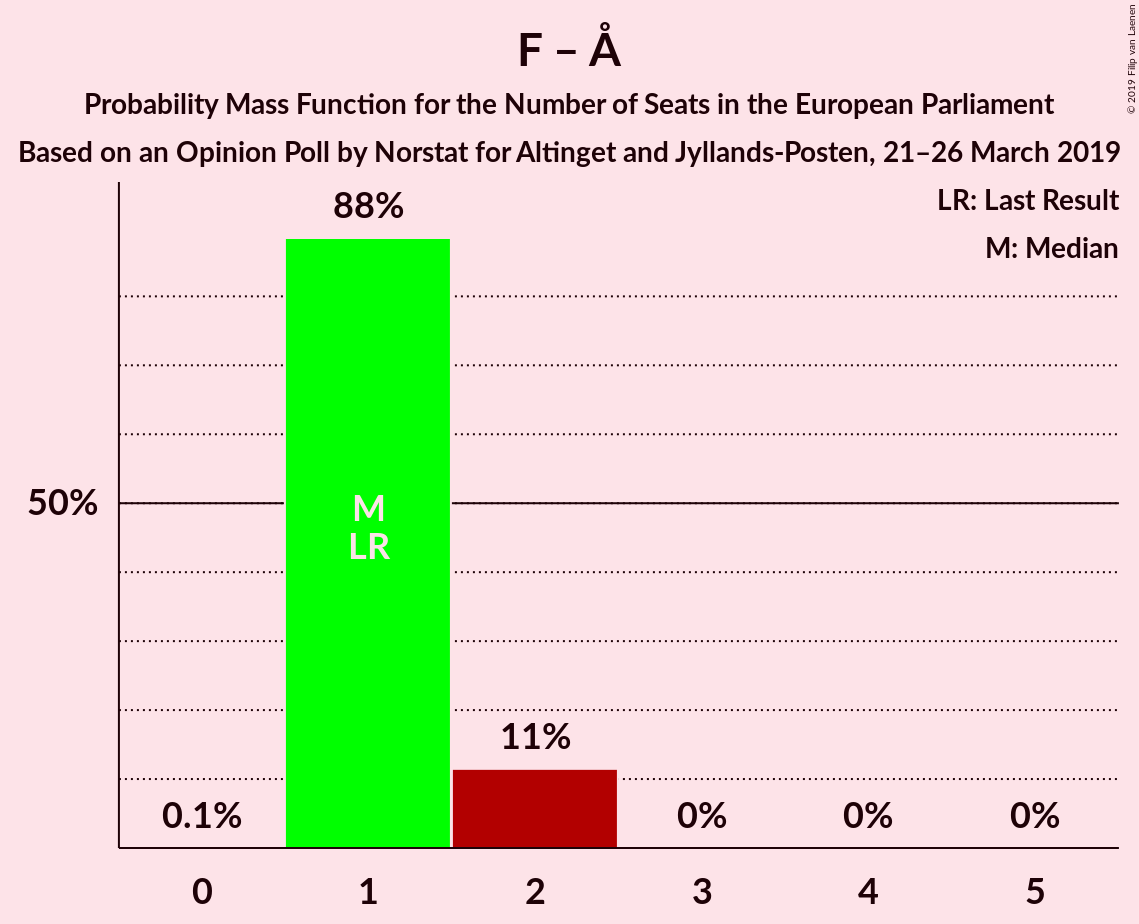 F – Å
Probability Mass Function for the Number of Seats in the European Parliament
Based on an Opinion Poll by Norstat for Altinget and Jyllands-Posten, 21–26 March 2019
© 2019 Filip van Laenen
LR: Last Result
M: Median
88%
50%
M
LR
11%
0.1%
0%
0%
0%
0
1
2
3
4
5